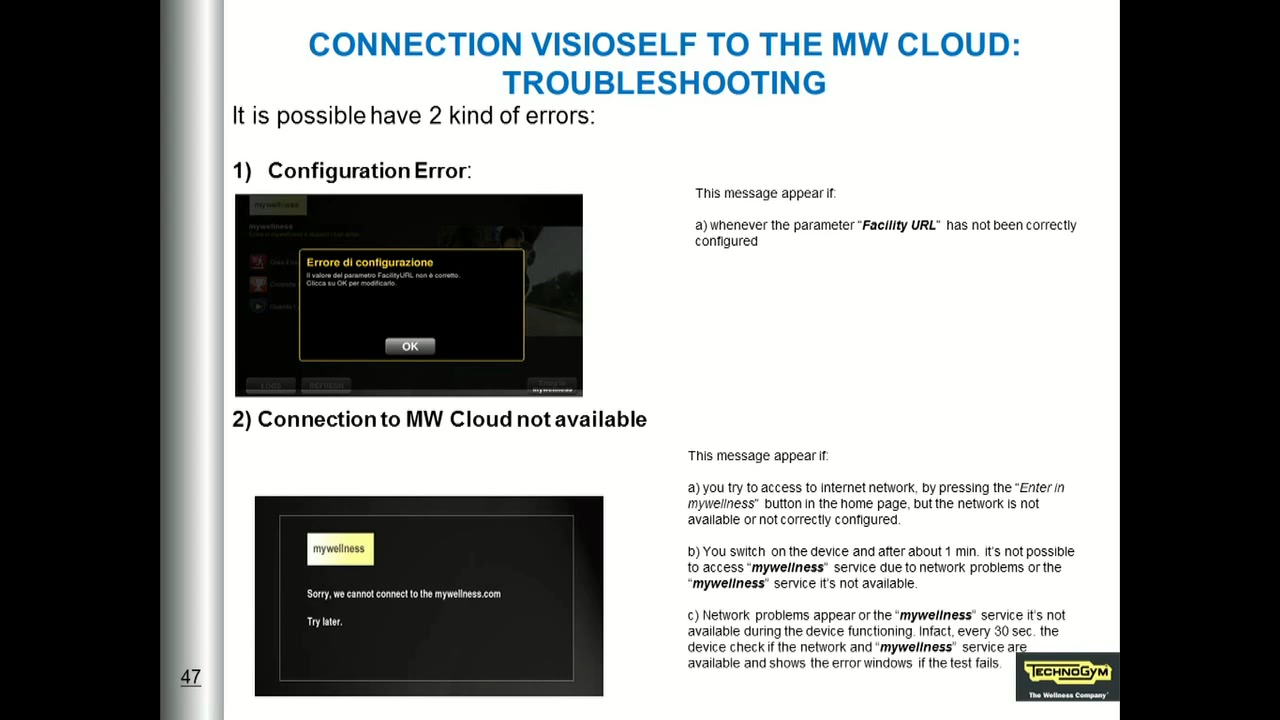 CONNECTION VISIOSELF TO THE MW CLOUD:
TROUBLESHOOTING
It is possible have 2 kind of errors:
1) Configuration Error:
This message appear if:
a) whenever the parameter “Facility URL” has not been correctly
configured
mywellness
mywellness
Errore di configurazione
Il valore del parametro FacilityURL non è corretto.
Clicca su OK per modificarlo.
OK
LOGS
REFRESH
mywellness
2) Connection to MW Cloud not available
This message appear if:
a) you try to access to internet network, by pressing the “Enter in
mywellness” button in the home page, but the network is not
available or not correctly configured.
b) You switch on the device and after about 1 min. it’s not possible
to access “mywellness” service due to network problems or the
“mywellness” service it’s not available.
c) Network problems appear or the “mywellness“ service it’s not
available during the device functioning. Infact, every 30 sec. the
device check if the network and “mywellness” service are
available and shows the error windows if the test fails.
mywellness
Sorry, we cannot connect to the mywellness.com
Try later.
47
TECHNOGYM
The Wellness Company